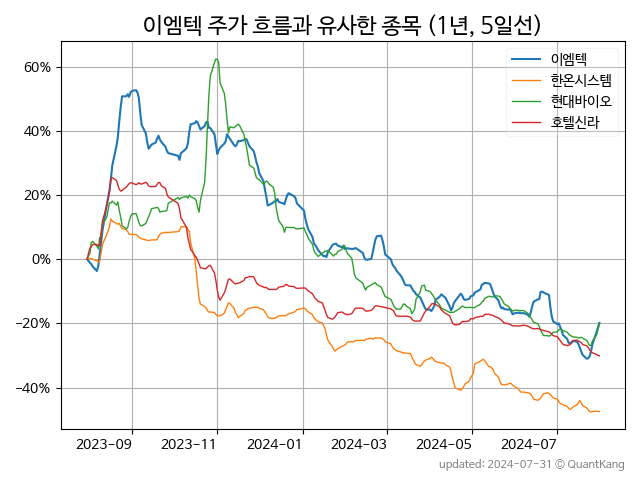 이엠텍 주가 흐름과 유사한 종목 (1년, 5일선)
이엠텍
한온시스템
현대바이오
호텔신라
60%
40%
20%
0%
−20%
−40%
2023-09
2023-11
2024-01
2024-03
2024-05
2024-07
updated: 2024-07-31 © QuantKang